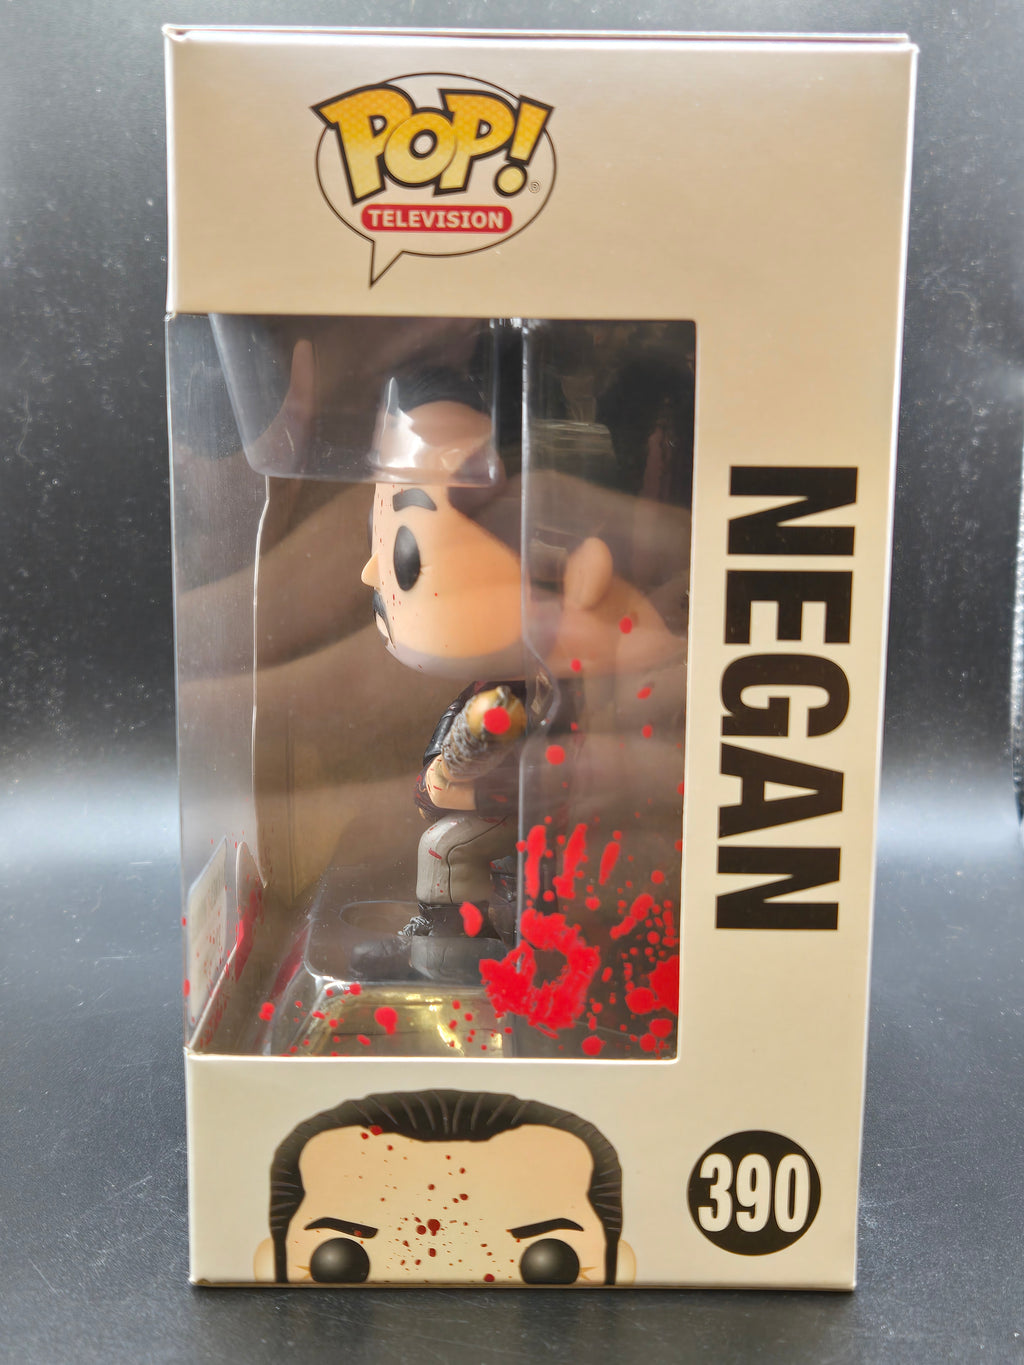 POP!
®
TELEVISION
NEGAN
390